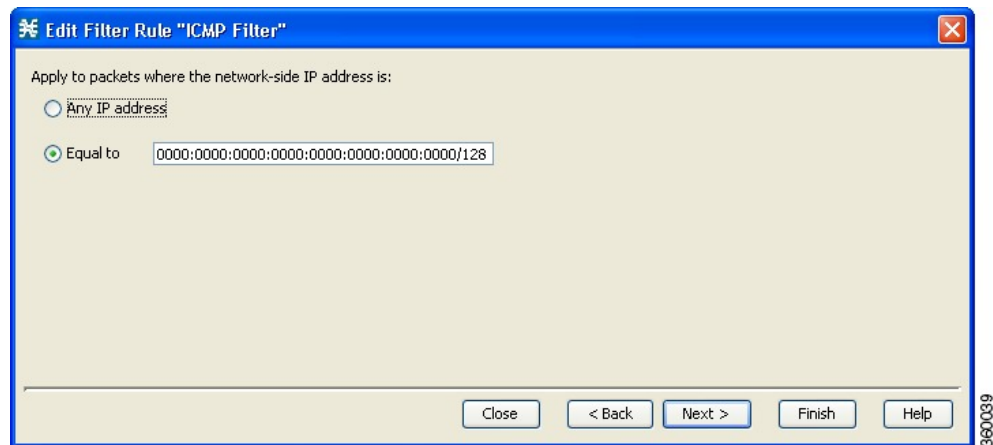 Edit Filter Rule "ICMP Filter"
Apply to packets where the network-side IP address is:
Any IP address
Equal to 0000:0000:0000:0000:0000:0000:0000:0000/128
Close < Back Next > Finish Help
360039